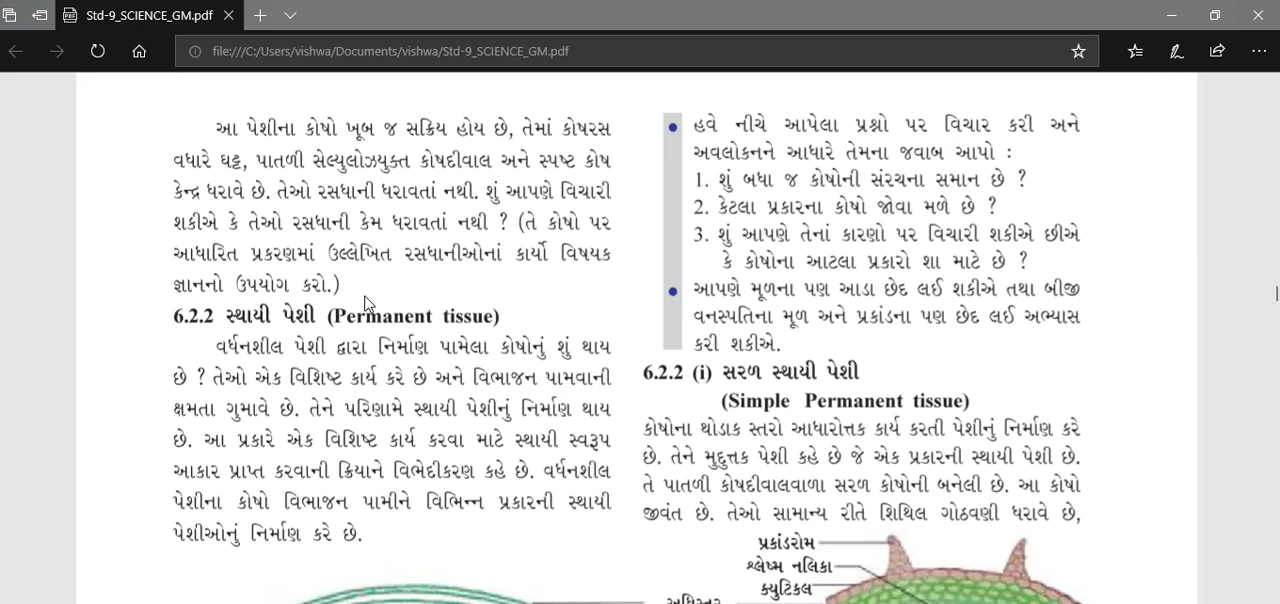 Std-9_SCIENCE_GM.pdf
file:///C:/Users/vishwa/Documents/vishwa/Std-9_SCIENCE_GM.pdf
આ પેશીના કોષો ખૂબ જ સક્રિય હોય છે, તેમાં કોષરસ
વધારે ઘટ્ટ, પાતળી સેલ્યુલોઝયુક્ત કોષદીવાલ અને સ્પષ્ટ કોષ
કેન્દ્ર ધરાવે છે. તેઓ રસધાની ધરાવતાં નથી. શું આપણે વિચારી
શકીએ કે તેઓ રસધાની કેમ ધરાવતાં નથી ? (તે કોષો પર
આધારિત પ્રકરણમાં ઉલ્લેખિત રસધાનીઓનાં કાર્યો વિષયક
જ્ઞાનનો ઉપયોગ કરો.)
6.2.2 સ્થાયી પેશી (Permanent tissue)
વર્ધનશીલ પેશી દ્વારા નિર્માણ પામેલા કોષોનું શું થાય
છે ? તેઓ એક વિશિષ્ટ કાર્ય કરે છે અને વિભાજન પામવાની
ક્ષમતા ગુમાવે છે. તેને પરિણામે સ્થાયી પેશીનું નિર્માણ થાય
છે. આ પ્રકારે એક વિશિષ્ટ કાર્ય કરવા માટે સ્થાયી સ્વરૂપ
આકાર પ્રાપ્ત કરવાની ક્રિયાને વિભેદીકરણ કહે છે. વર્ધનશીલ
પેશીના કોષો વિભાજન પામીને વિભિન્ન પ્રકારની સ્થાયી
પેશીઓનું નિર્માણ કરે છે.
• હવે નીચે આપેલા પ્રશ્નો પર વિચાર કરી અને
અવલોકનને આધારે તેમના જવાબ આપો :
1. શું બધા જ કોષોની સંરચના સમાન છે ?
2. કેટલા પ્રકારના કોષો જોવા મળે છે ?
3. શું આપણે તેનાં કારણો પર વિચારી શકીએ છીએ
કે કોષોના આટલા પ્રકારો શા માટે છે ?
• આપણે મૂળના પણ આડા છેદ લઈ શકીએ તથા બીજી
વનસ્પતિના મૂળ અને પ્રકાંડના પણ છેદ લઈ અભ્યાસ
કરી શકીએ.
6.2.2 (i) સરળ સ્થાયી પેશી
(Simple Permanent tissue)
કોષોના થોડાક સ્તરો આધારોત્તક કાર્ય કરતી પેશીનું નિર્માણ કરે
છે. તેને મુદુત્તક પેશી કહે છે જે એક પ્રકારની સ્થાયી પેશી છે.
તે પાતળી કોષદીવાલવાળા સરળ કોષોની બનેલી છે. આ કોષો
જીવંત છે. તેઓ સામાન્ય રીતે શિથિલ ગોઠવણી ધરાવે છે,
પ્રકાંડરોમ
શ્લેષ્મ નલિકા
ક્યુટિકલ
અધિસ્તર